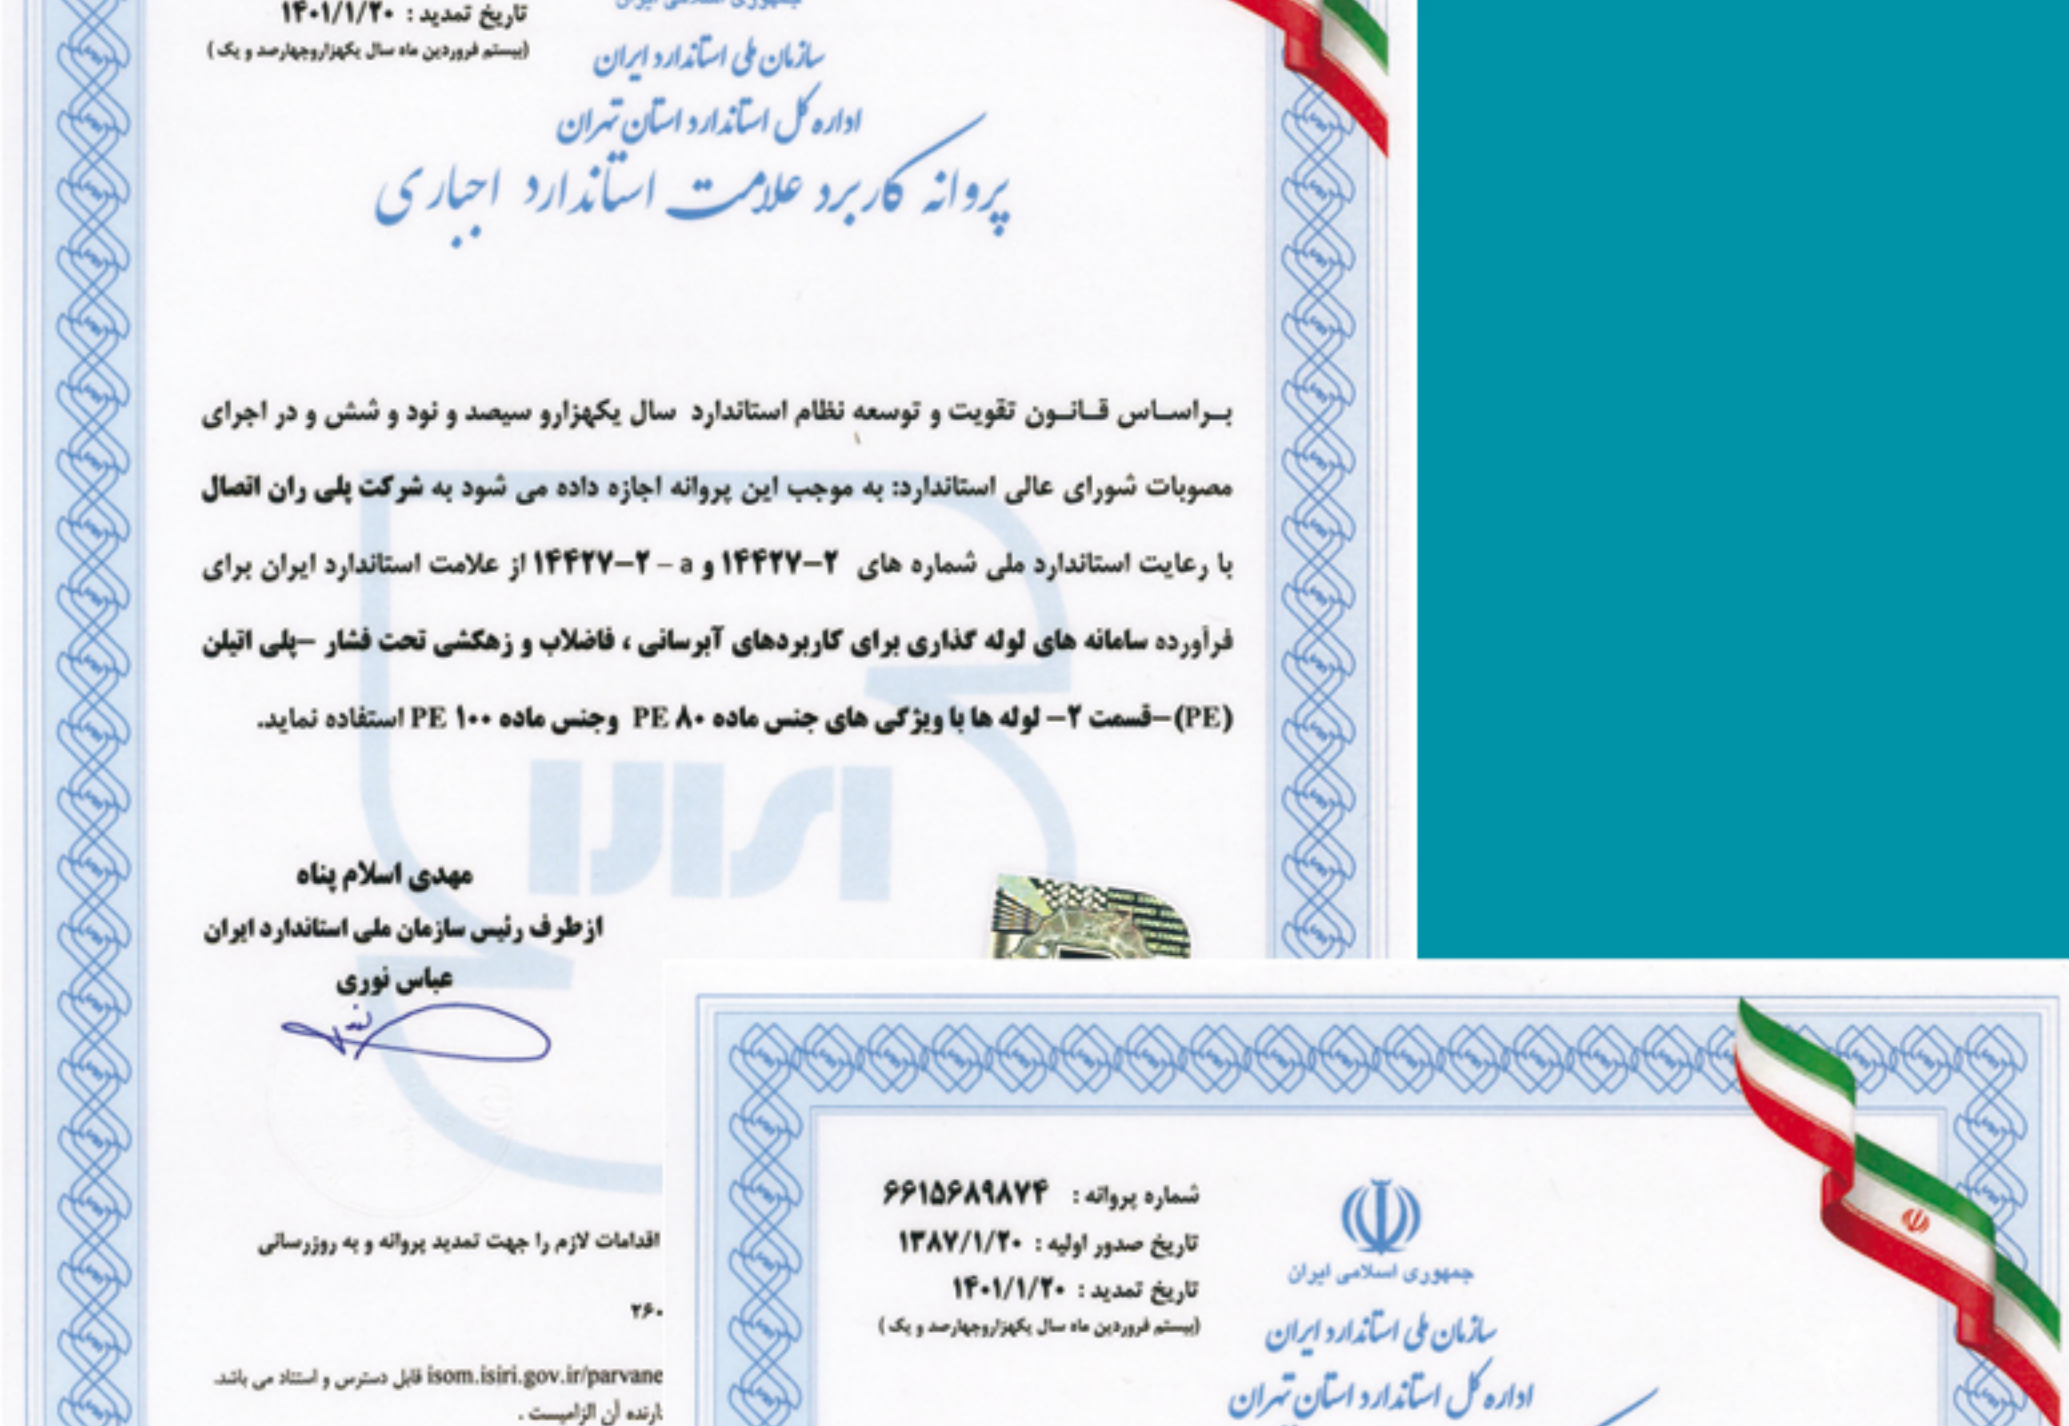 تاریخ تمدید : ۱۴۰۱/۱/۲۰
(بیستم فروردین ماه سال یکهزاروچهارصد و یک )
جمهوری اسلامی ایران
سازمان ملی استاندارد ایران
اداره کل استاندارد استان تهران
پروانه کاربرد علامت استاندارد اجباری
براساس قانون تقویت و توسعه نظام استاندارد سال یکهزارو سیصد و نود و شش و در اجرای
مصوبات شورای عالی استاندارد: به موجب این پروانه اجازه داده می شود به شرکت پلی ران اتصال
با رعایت استاندارد ملی شماره های ۲–۱۴۴۲۷ و a – ۲–۱۴۴۲۷ از علامت استاندارد ایران برای
فرآورده سامانه های لوله گذاری برای کاربردهای آبرسانی ، فاضلاب و زهکشی تحت فشار –پلی اتیلن
(PE)–قسمت ۲– لوله ها با ویژگی های جنس ماده PE ۸۰ وجنس ماده PE ۱۰۰ استفاده نماید.
مهدی اسلام پناه
ازطرف رئیس سازمان ملی استاندارد ایران
عباس نوری
اقدامات لازم را جهت تمدید پروانه و به روزرسانی
۲۶۰
isom.isiri.gov.ir/parvane قابل دسترس و استناد می باشد.
دارنده آن الزامیست .
شماره پروانه : ۶۶۱۵۶۸۹۸۷۴
تاریخ صدور اولیه : ۱۳۸۷/۱/۲۰
تاریخ تمدید : ۱۴۰۱/۱/۲۰
(بیستم فروردین ماه سال یکهزاروچهارصد و یک )
جمهوری اسلامی ایران
سازمان ملی استاندارد ایران
اداره کل استاندارد استان تهران